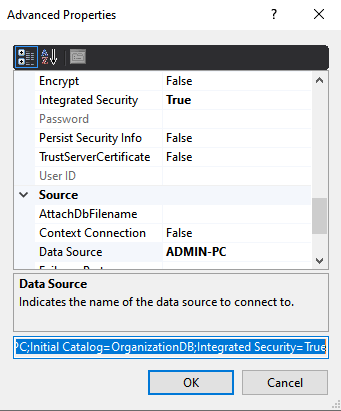 Advanced Properties
Encrypt False
Integrated Security True
Password
Persist Security Info False
TrustServerCertificate False
User ID
Source
AttachDbFilename
Context Connection False
Data Source ADMIN-PC
Data Source
Indicates the name of the data source to connect to.
PC;Initial Catalog=OrganizationDB;Integrated Security=True
OK Cancel